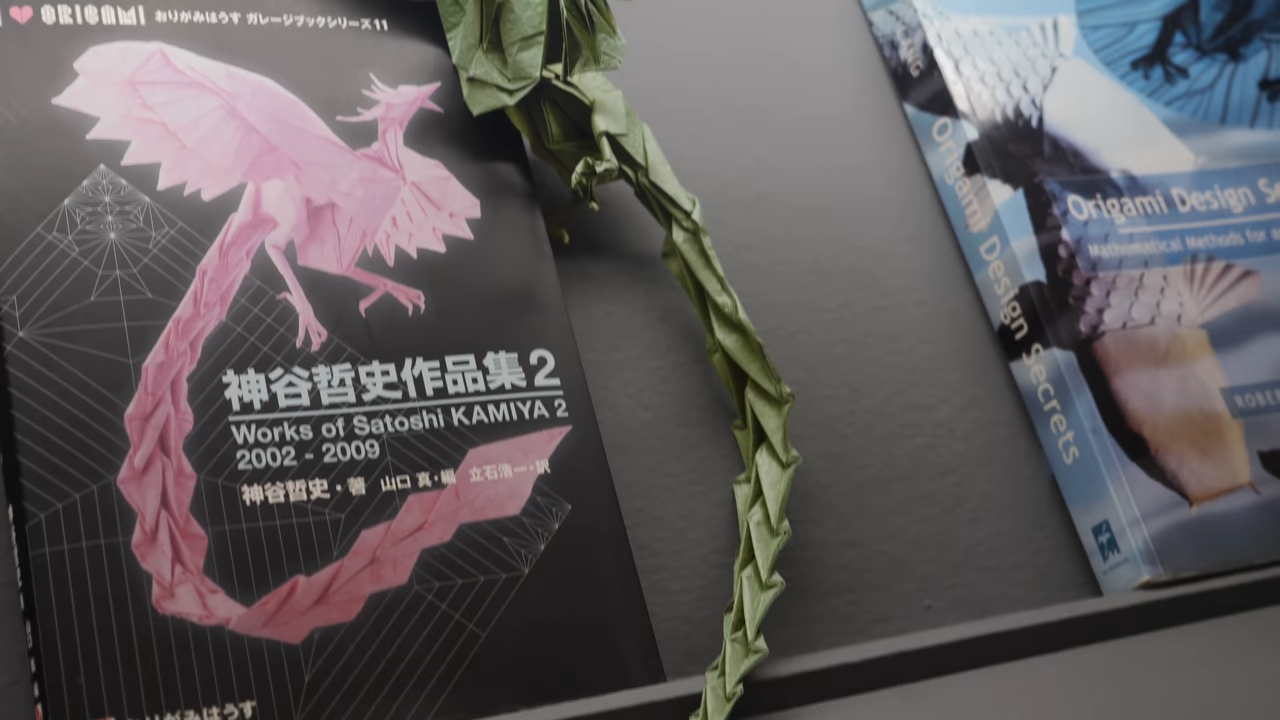 ORIGAMI おりがみはうす ガレージブックシリーズ11
神谷哲史作品集2
Works of Satoshi KAMIYA 2
2002 - 2009
神谷哲史・著 山口 真・編 立石浩一・訳
りがみはうす
Origami Design Secrets
Origami Design
Mathematical Methods for